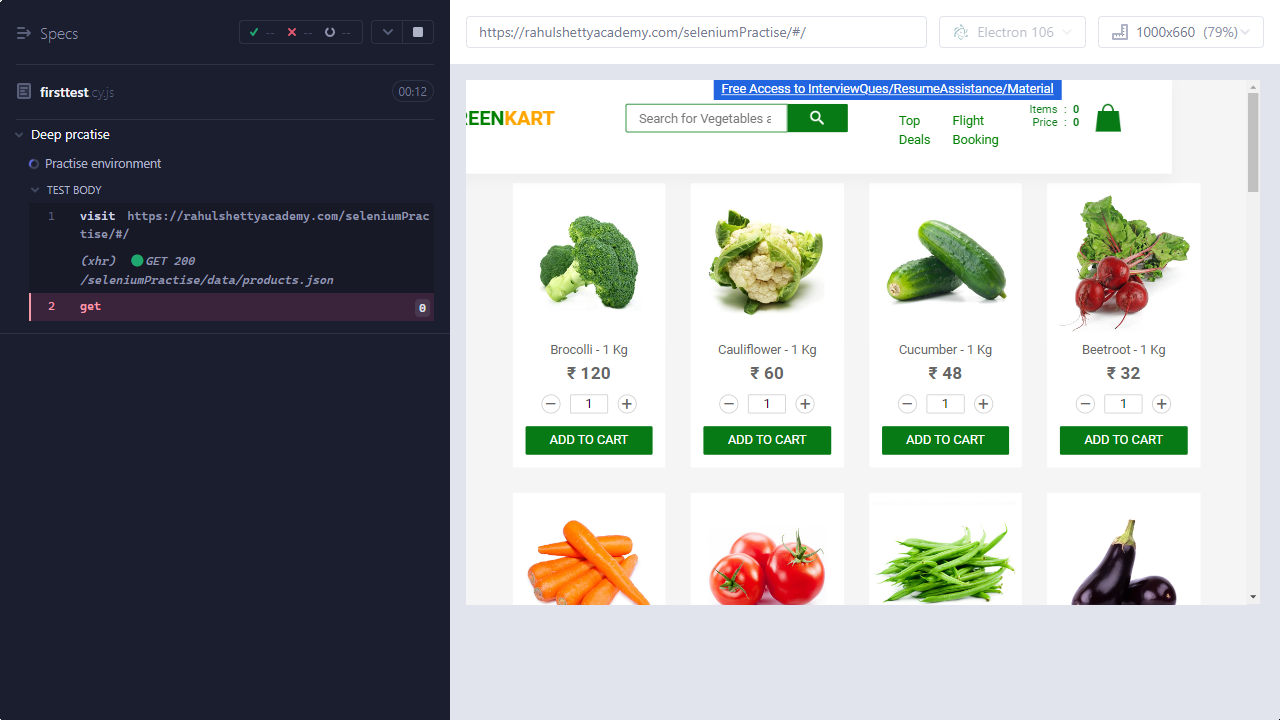 Specs
-- -- --
firsttest.cy.js 00:12
Deep prcatise
Practise environment
TEST BODY
1 visit https://rahulshettyacademy.com/seleniumPrac
tise/#/
(xhr) GET 200
/seleniumPractise/data/products.json
2 get 0
https://rahulshettyacademy.com/seleniumPractise/#/
Electron 106
1000x660 (79%)
Free Access to InterviewQues/ResumeAssistance/Material
REENKART
Search for Vegetables a
Top
Deals
Flight
Booking
Items : 0
Price : 0
Brocolli - 1 Kg
₹ 120
− 1 +
ADD TO CART
Cauliflower - 1 Kg
₹ 60
− 1 +
ADD TO CART
Cucumber - 1 Kg
₹ 48
− 1 +
ADD TO CART
Beetroot - 1 Kg
₹ 32
− 1 +
ADD TO CART